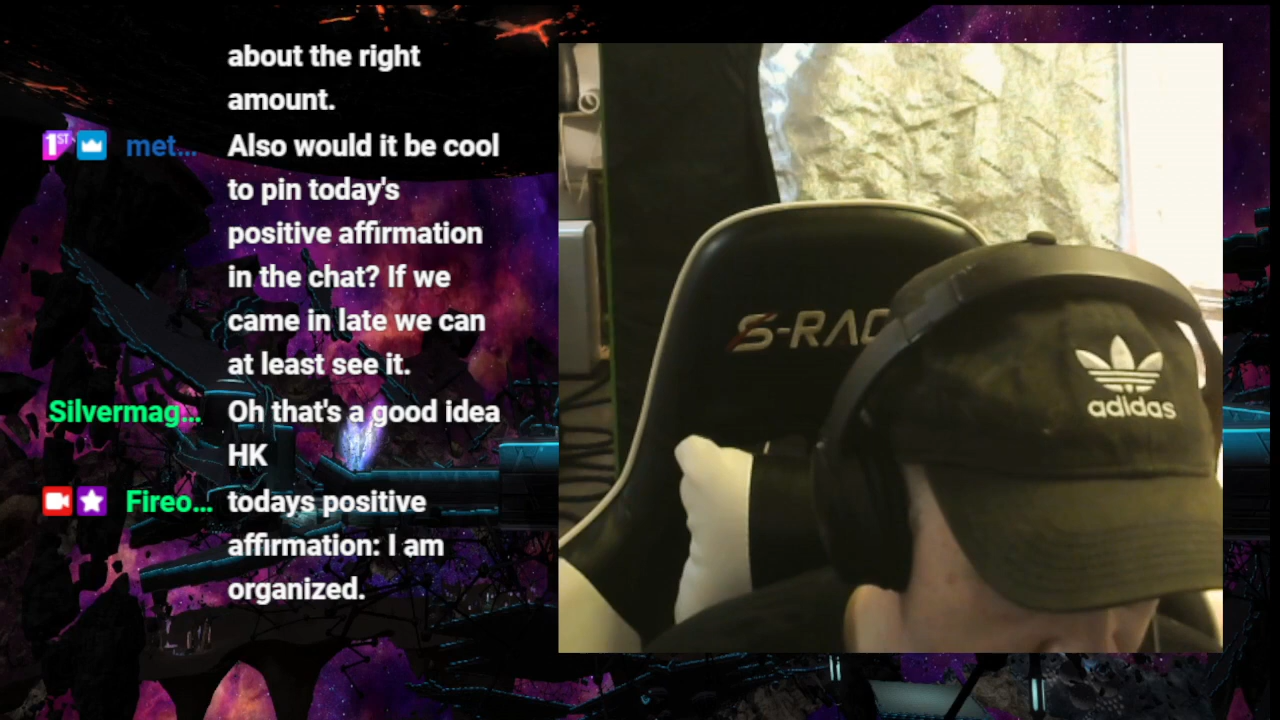 about the right
amount.
1ST met... Also would it be cool
to pin today's
positive affirmation
in the chat? If we
came in late we can
at least see it.
Silvermag... Oh that's a good idea
HK
Fireo... todays positive
affirmation: I am
organized.
S-RAC
adidas